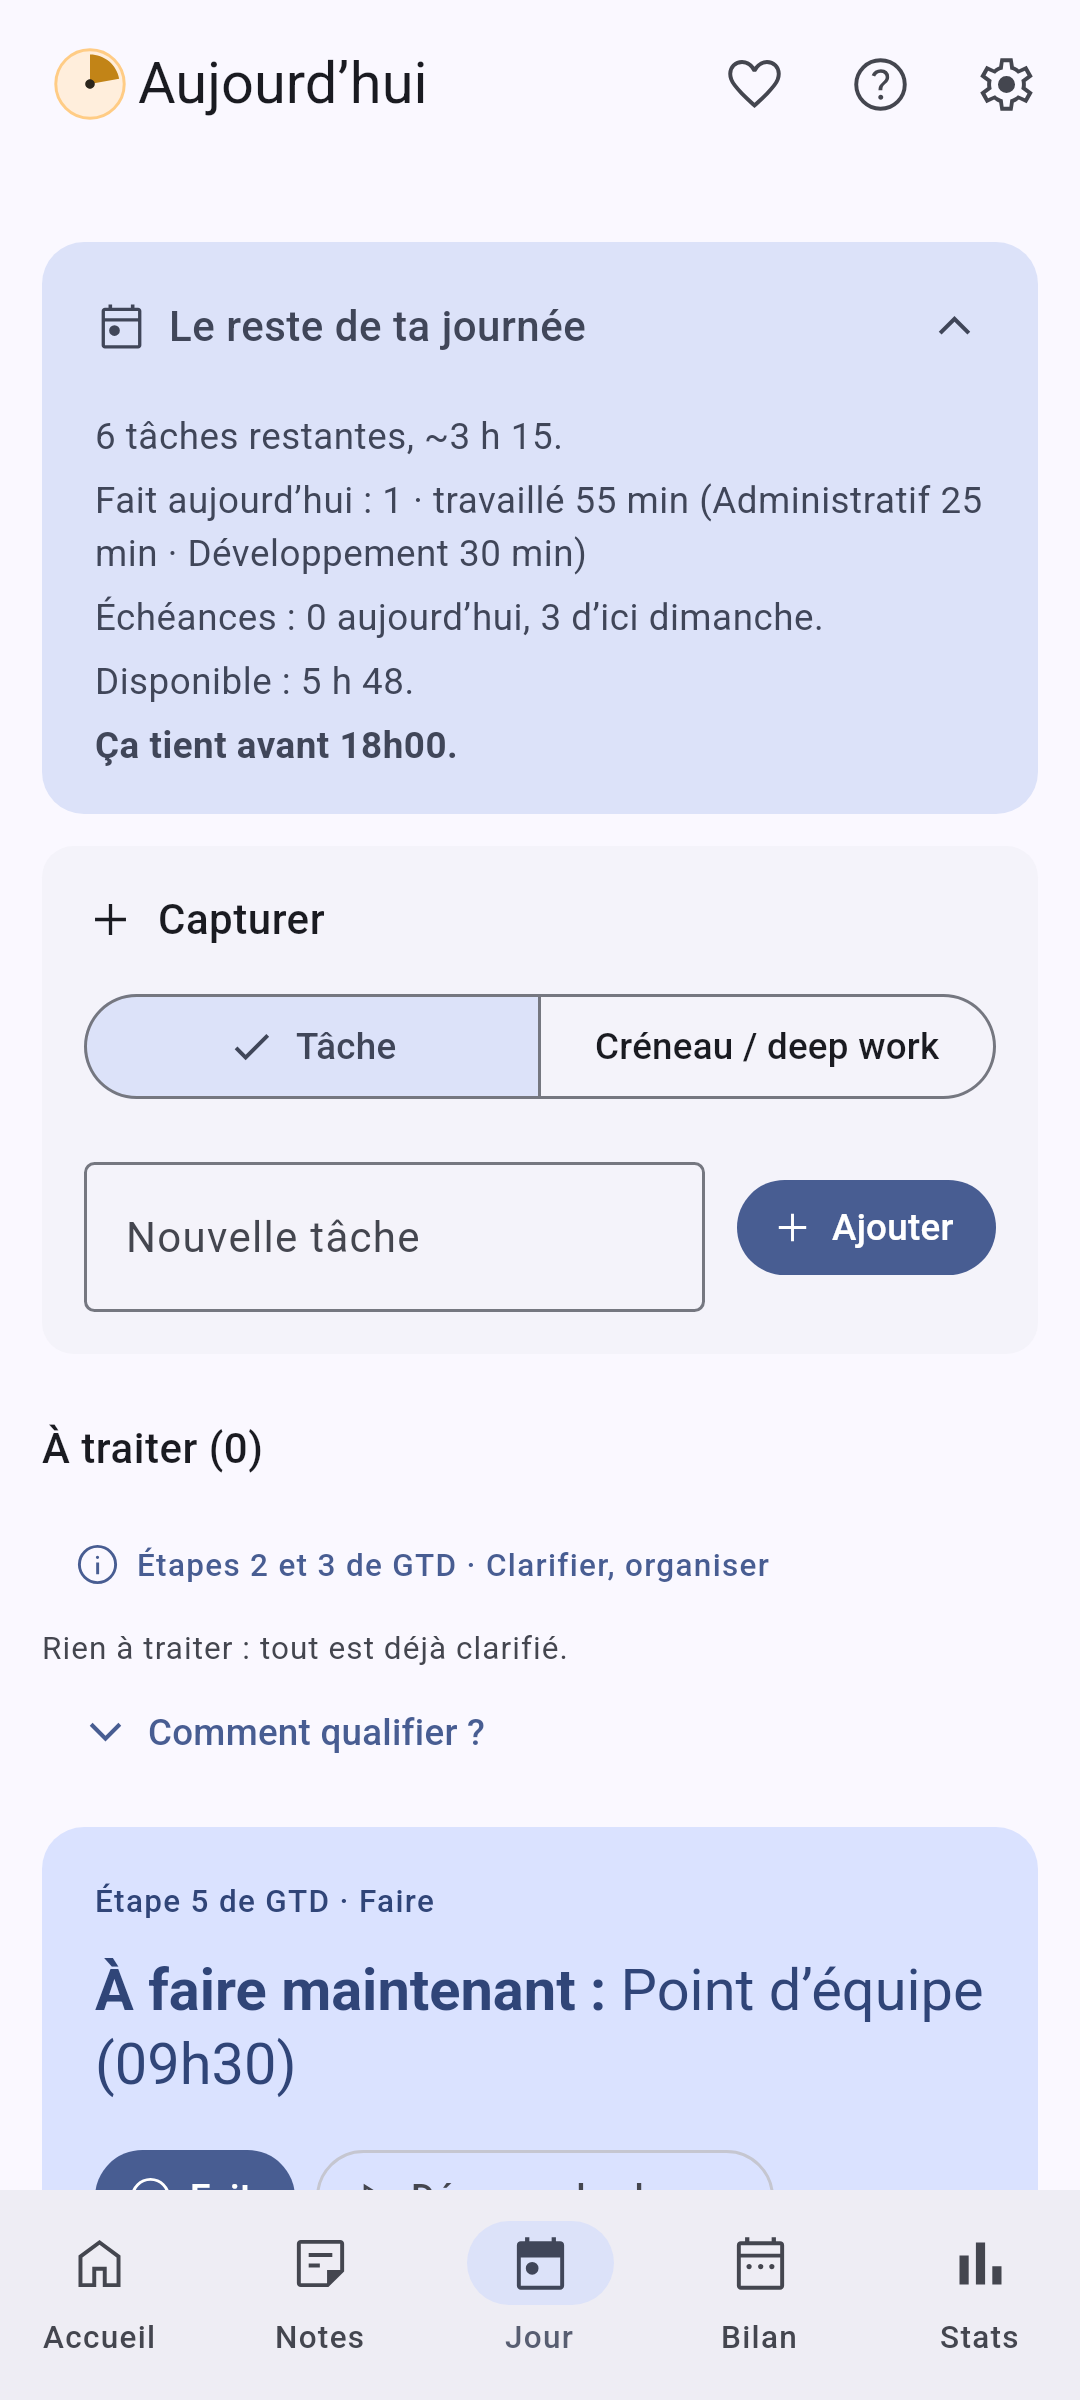 Aujourd’hui
Le reste de ta journée
6 tâches restantes, ~3 h 15.
Fait aujourd’hui : 1 · travaillé 55 min (Administratif 25
min · Développement 30 min)
Échéances : 0 aujourd’hui, 3 d’ici dimanche.
Disponible : 5 h 48.
Ça tient avant 18h00.
Capturer
Tâche
Créneau / deep work
Nouvelle tâche
Ajouter
À traiter (0)
Étapes 2 et 3 de GTD · Clarifier, organiser
Rien à traiter : tout est déjà clarifié.
Comment qualifier ?
Étape 5 de GTD · Faire
À faire maintenant : Point d’équipe
(09h30)
Accueil
Notes
Jour
Bilan
Stats